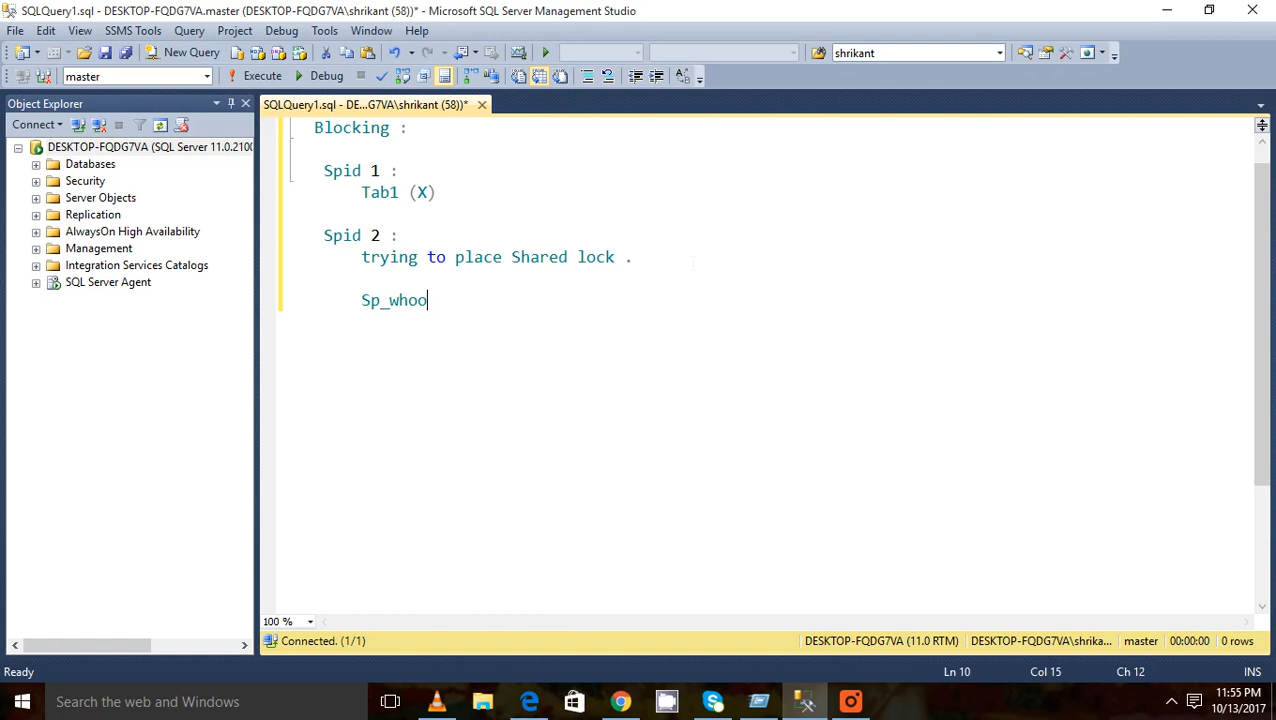 SQLQuery1.sql - DESKTOP-FQDG7VA.master (DESKTOP-FQDG7VA\shrikant (58))* - Microsoft SQL Server Management Studio
File Edit View SSMS Tools Project Debug Tools Window Help
New Query shrikant
master Execute Debug
Object Explorer
SQLQuery1.sql - DE...G7VA\shrikant (58))*
Connect
DESKTOP-FQDG7VA (SQL Server 11.0.2100
Databases
Security
Server Objects
Replication
AlwaysOn High Availability
Management
Integration Services Catalogs
SQL Server Agent
Blocking :
Spid 1 :
Tab1 (X)
Spid 2 :
trying to place Shared lock .
Sp_whoo
100 %
Connected. (1/1) DESKTOP-FQDG7VA (11.0 RTM) DESKTOP-FQDG7VA\shrika... master 00:00:00 0 rows
Ready Ln 10 Col 15 Ch 12 INS
Search the web and Windows
11:55 PM
10/13/2017